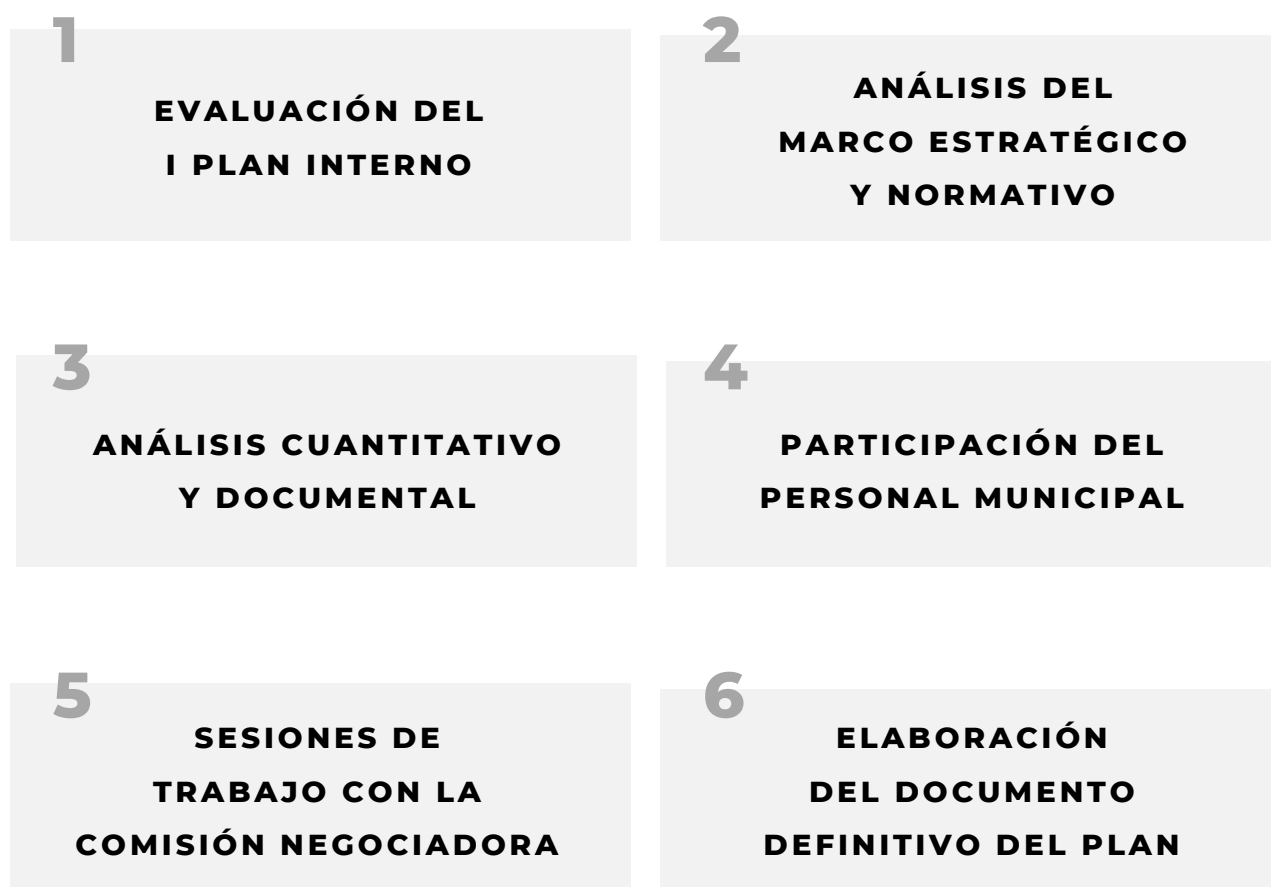 1
EVALUACIÓN DEL
I PLAN INTERNO
2
ANÁLISIS DEL
MARCO ESTRATÉGICO
Y NORMATIVO
3
ANÁLISIS CUANTITATIVO
Y DOCUMENTAL
4
PARTICIPACIÓN DEL
PERSONAL MUNICIPAL
5
SESIONES DE
TRABAJO CON LA
COMISIÓN NEGOCIADORA
6
ELABORACIÓN
DEL DOCUMENTO
DEFINITIVO DEL PLAN